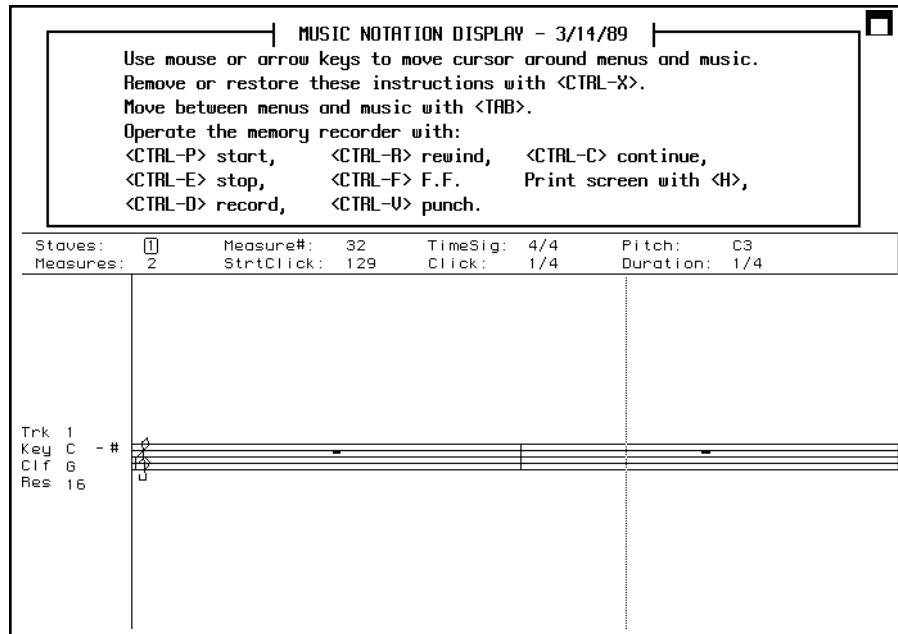 MUSIC NOTATION DISPLAY - 3/14/89
Use mouse or arrow keys to move cursor around menus and music.
Remove or restore these instructions with <CTRL-X>.
Move between menus and music with <TAB>.
Operate the memory recorder with:
<CTRL-P> start, <CTRL-R> rewind, <CTRL-C> continue,
<CTRL-E> stop, <CTRL-F> F.F. Print screen with <H>,
<CTRL-D> record, <CTRL-V> punch.
Staves: 1 Measure#: 32 TimeSig: 4/4 Pitch: C3
Measures: 2 StrtClick: 129 Click: 1/4 Duration: 1/4
Trk 1
Key C -#
Clf G
Res 16